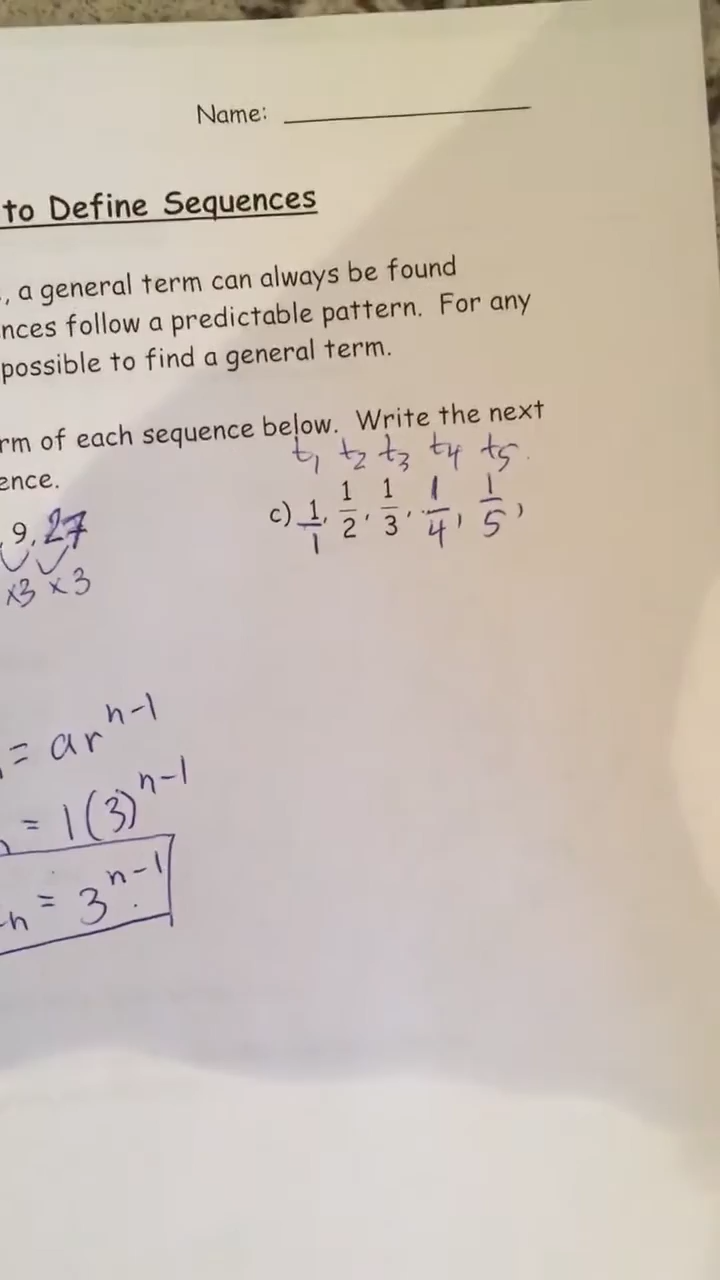 Name:
to Define Sequences
, a general term can always be found
nces follow a predictable pattern. For any
possible to find a general term.
rm of each sequence below. Write the next
ence.
t₁ t₂ t₃ t₄ t₅
9, 27
x3 x3
c) 1/1, 1/2, 1/3, 1/4, 1/5,
= ar^(n-1)
= 1(3)^(n-1)
n = 3^(n-1)